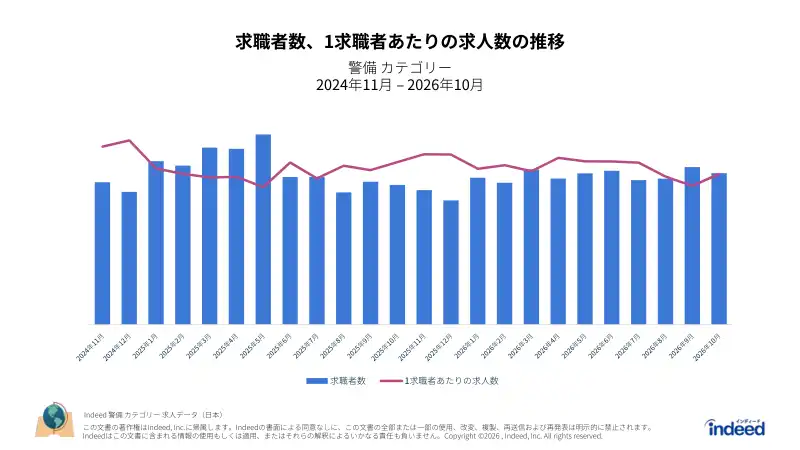 求職者数、1求職者あたりの求人数の推移
警備 カテゴリー
2024年11月 – 2026年10月
2024年11月
2024年12月
2025年1月
2025年2月
2025年3月
2025年4月
2025年5月
2025年6月
2025年7月
2025年8月
2025年9月
2025年10月
2025年11月
2025年12月
2026年1月
2026年2月
2026年3月
2026年4月
2026年5月
2026年6月
2026年7月
2026年8月
2026年9月
2026年10月
求職者数 1求職者あたりの求人数
Indeed 警備 カテゴリー 求人データ（日本）
この文書の著作権はIndeed, Inc.に帰属します。Indeedの書面による同意なしに、この文書の全部または一部の使用、改変、複製、再送信および再発表は明示的に禁止されます。
Indeedはこの文書に含まれる情報の使用もしくは適用、またはそれらの解釈によるいかなる責任も負いません。Copyright ©2026 , Indeed, Inc. All rights reserved.
インディード
indeed